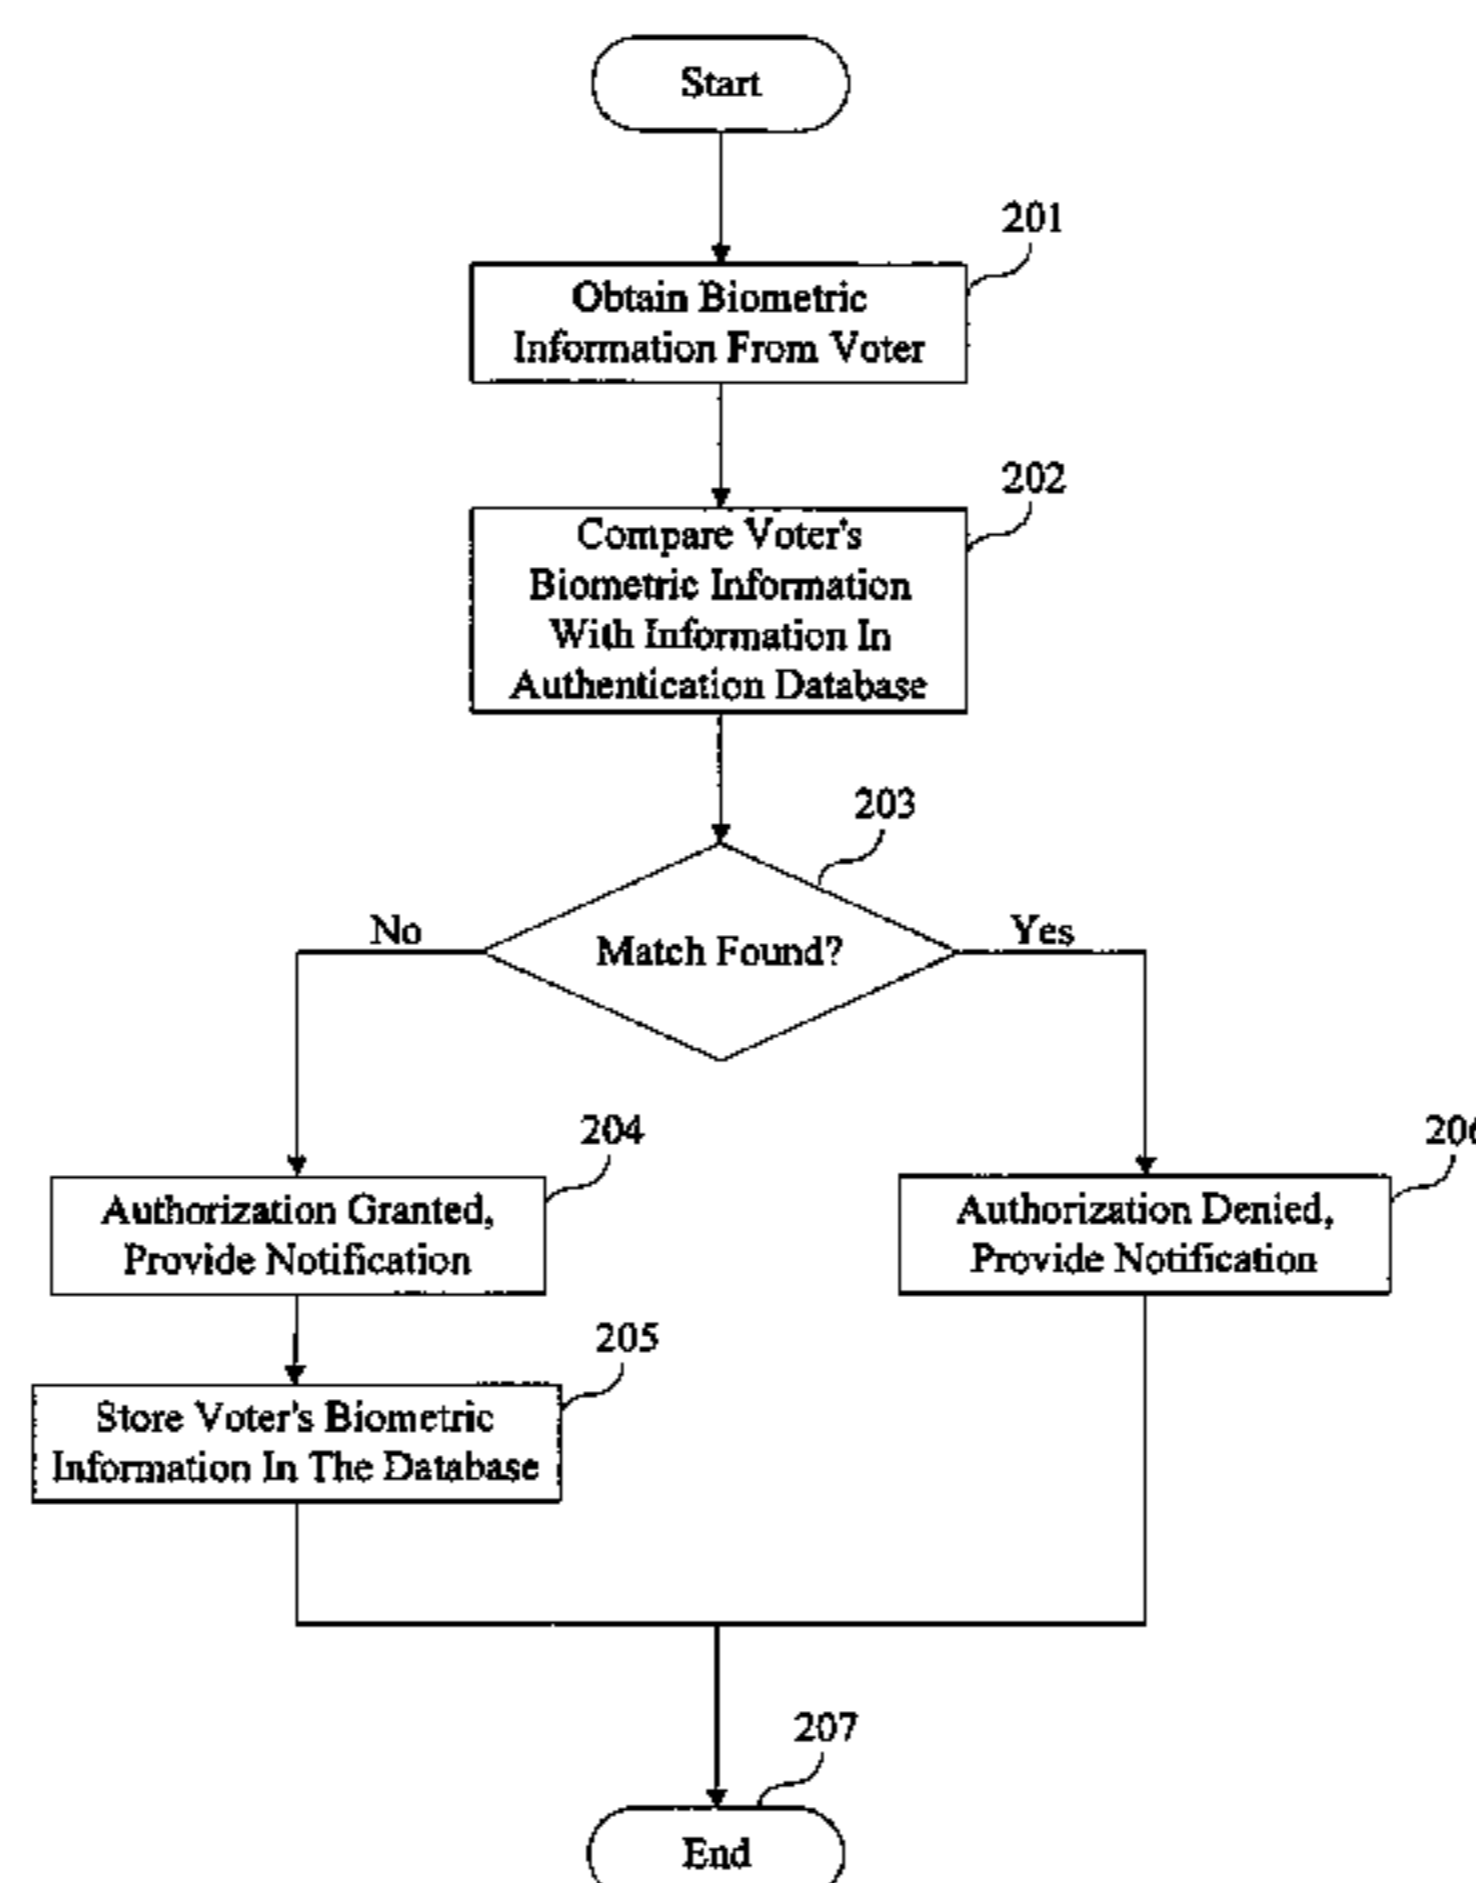 Start
201
Obtain Biometric
Information From Voter
202
Compare Voter's
Biometric Information
With Information In
Authentication Database
203
No
Yes
Match Found?
204
206
Authorization Granted,
Provide Notification
Authorization Denied,
Provide Notification
205
Store Voter's Biometric
Information In The Database
207
End